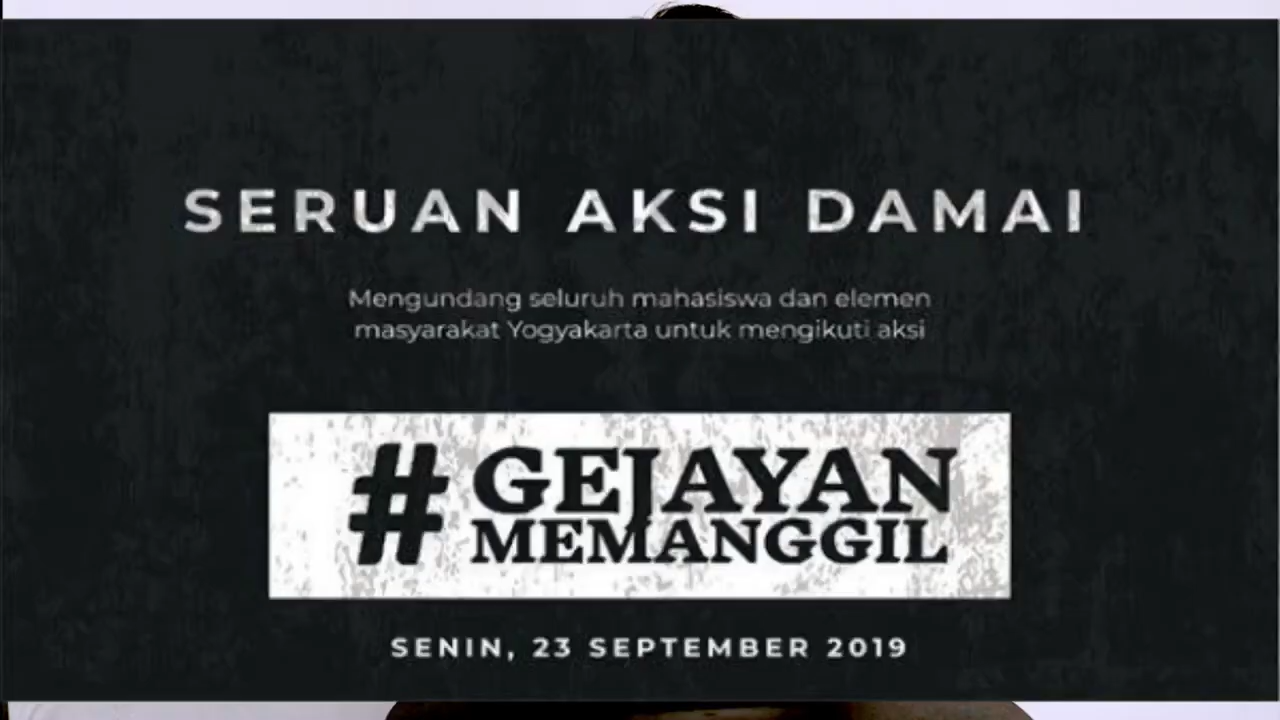 SERUAN AKSI DAMAI
Mengundang seluruh mahasiswa dan elemen
masyarakat Yogyakarta untuk mengikuti aksi
#GEJAYAN
MEMANGGIL
SENIN, 23 SEPTEMBER 2019